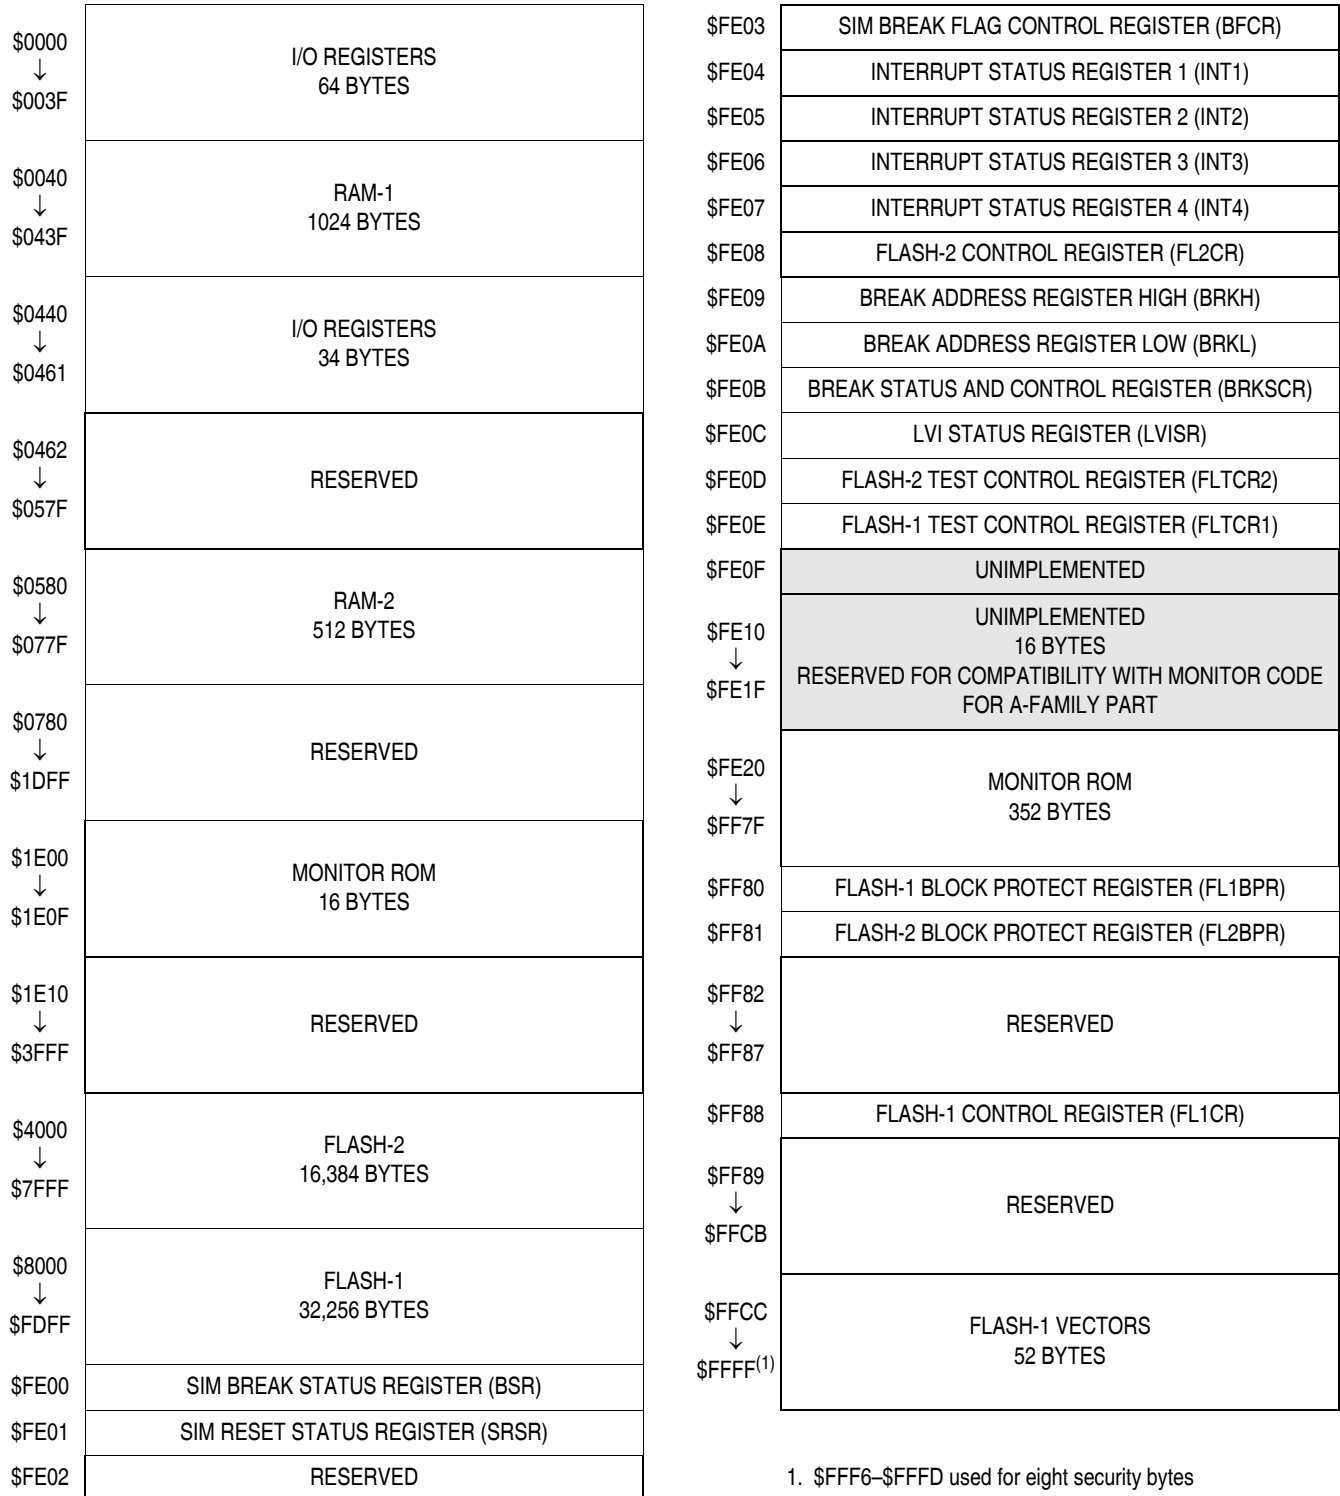 $0000
↓
$003F
I/O REGISTERS
64 BYTES
$0040
↓
$043F
RAM-1
1024 BYTES
$0440
↓
$0461
I/O REGISTERS
34 BYTES
$0462
↓
$057F
RESERVED
$0580
↓
$077F
RAM-2
512 BYTES
$0780
↓
$1DFF
RESERVED
$1E00
↓
$1E0F
MONITOR ROM
16 BYTES
$1E10
↓
$3FFF
RESERVED
$4000
↓
$7FFF
FLASH-2
16,384 BYTES
$8000
↓
$FDFF
FLASH-1
32,256 BYTES
$FE00 SIM BREAK STATUS REGISTER (BSR)
$FE01 SIM RESET STATUS REGISTER (SRSR)
$FE02 RESERVED
$FE03 SIM BREAK FLAG CONTROL REGISTER (BFCR)
$FE04 INTERRUPT STATUS REGISTER 1 (INT1)
$FE05 INTERRUPT STATUS REGISTER 2 (INT2)
$FE06 INTERRUPT STATUS REGISTER 3 (INT3)
$FE07 INTERRUPT STATUS REGISTER 4 (INT4)
$FE08 FLASH-2 CONTROL REGISTER (FL2CR)
$FE09 BREAK ADDRESS REGISTER HIGH (BRKH)
$FE0A BREAK ADDRESS REGISTER LOW (BRKL)
$FE0B BREAK STATUS AND CONTROL REGISTER (BRKSCR)
$FE0C LVI STATUS REGISTER (LVISR)
$FE0D FLASH-2 TEST CONTROL REGISTER (FLTCR2)
$FE0E FLASH-1 TEST CONTROL REGISTER (FLTCR1)
$FE0F UNIMPLEMENTED
$FE10
↓
$FE1F
UNIMPLEMENTED
16 BYTES
RESERVED FOR COMPATIBILITY WITH MONITOR CODE
FOR A-FAMILY PART
$FE20
↓
$FF7F
MONITOR ROM
352 BYTES
$FF80 FLASH-1 BLOCK PROTECT REGISTER (FL1BPR)
$FF81 FLASH-2 BLOCK PROTECT REGISTER (FL2BPR)
$FF82
↓
$FF87
RESERVED
$FF88 FLASH-1 CONTROL REGISTER (FL1CR)
$FF89
↓
$FFCB
RESERVED
$FFCC
↓
$FFFF(1)
FLASH-1 VECTORS
52 BYTES
1. $FFF6–$FFFD used for eight security bytes